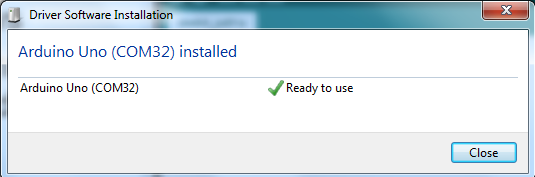 Driver Software Installation
Arduino Uno (COM32) installed
Arduino Uno (COM32) Ready to use
Close